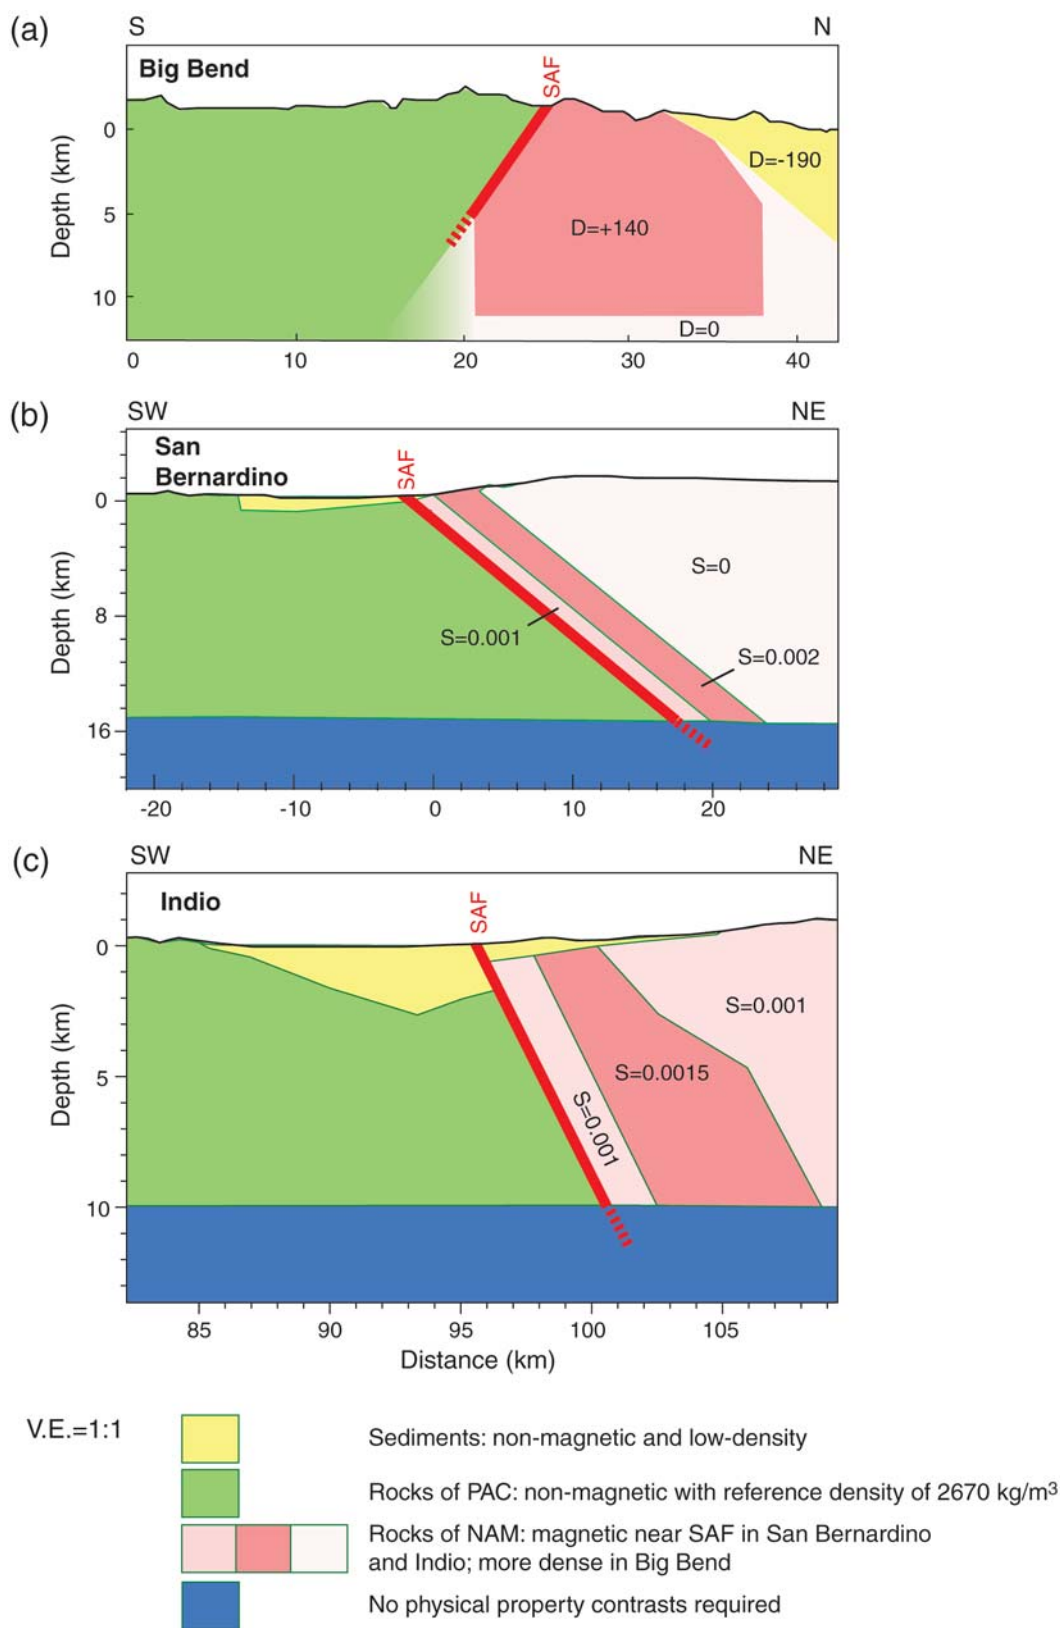 (a)
S
N
Big Bend
SAF
D=-190
D=+140
D=0
Depth (km)
0
5
10
0
10
20
30
40
(b)
SW
NE
San
Bernardino
SAF
S=0
S=0.001
S=0.002
Depth (km)
0
8
16
-20
-10
0
10
20
(c)
SW
NE
Indio
SAF
S=0.001
S=0.0015
S=0.001
Depth (km)
0
5
10
85
90
95
100
105
Distance (km)
V.E.=1:1
Sediments: non-magnetic and low-density
Rocks of PAC: non-magnetic with reference density of 2670 kg/m³
Rocks of NAM: magnetic near SAF in San Bernardino
and Indio; more dense in Big Bend
No physical property contrasts required